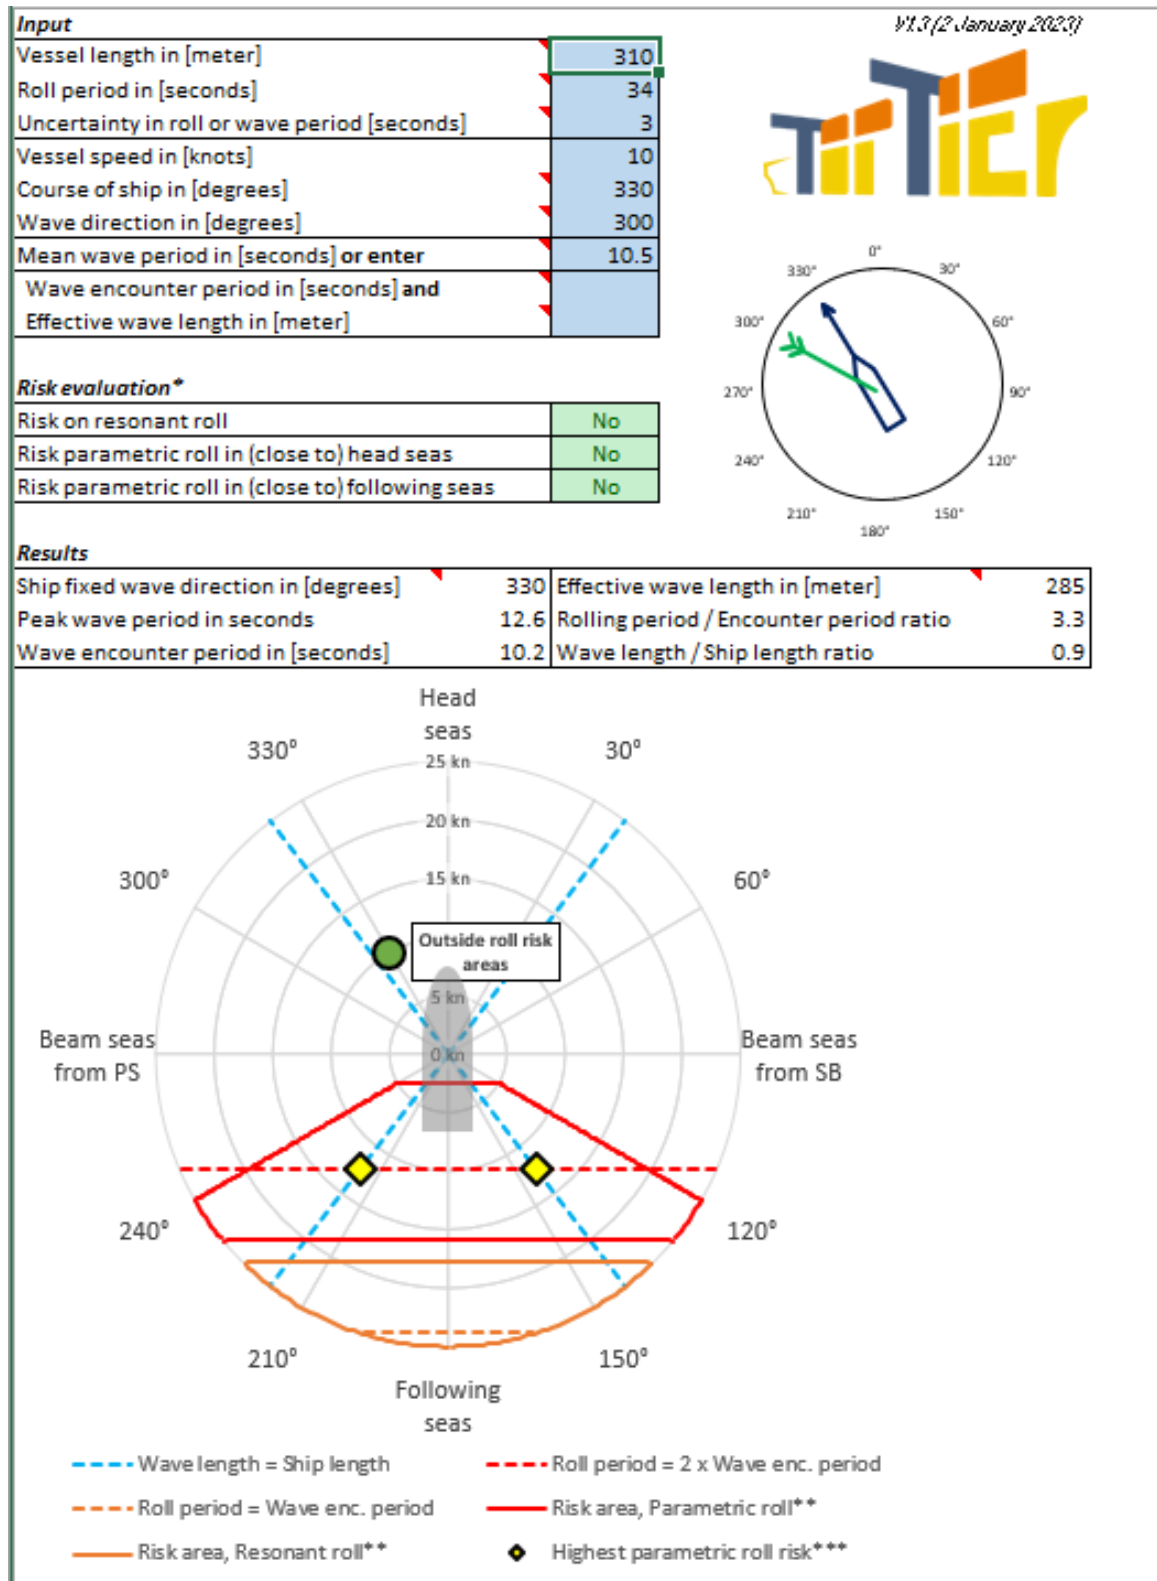 Input
V1.3 (2 January 2023)
Vessel length in [meter] 310
Roll period in [seconds] 34
Uncertainty in roll or wave period [seconds] 3
Vessel speed in [knots] 10
Course of ship in [degrees] 330
Wave direction in [degrees] 300
Mean wave period in [seconds] or enter 10.5
Wave encounter period in [seconds] and
Effective wave length in [meter]
TopTier
0°
330° 30°
300° 60°
270° 90°
240° 120°
210° 150°
180°
Risk evaluation*
Risk on resonant roll No
Risk parametric roll in (close to) head seas No
Risk parametric roll in (close to) following seas No
Results
Ship fixed wave direction in [degrees] 330 Effective wave length in [meter] 285
Peak wave period in seconds 12.6 Rolling period / Encounter period ratio 3.3
Wave encounter period in [seconds] 10.2 Wave length / Ship length ratio 0.9
Head
seas
330° 30°
25 kn
20 kn
300° 15 kn 60°
Outside roll risk
areas
5 kn
Beam seas
from PS
0 kn
Beam seas
from SB
240° 120°
210° 150°
Following
seas
Wave length = Ship length Roll period = 2 x Wave enc. period
Roll period = Wave enc. period Risk area, Parametric roll**
Risk area, Resonant roll** Highest parametric roll risk***